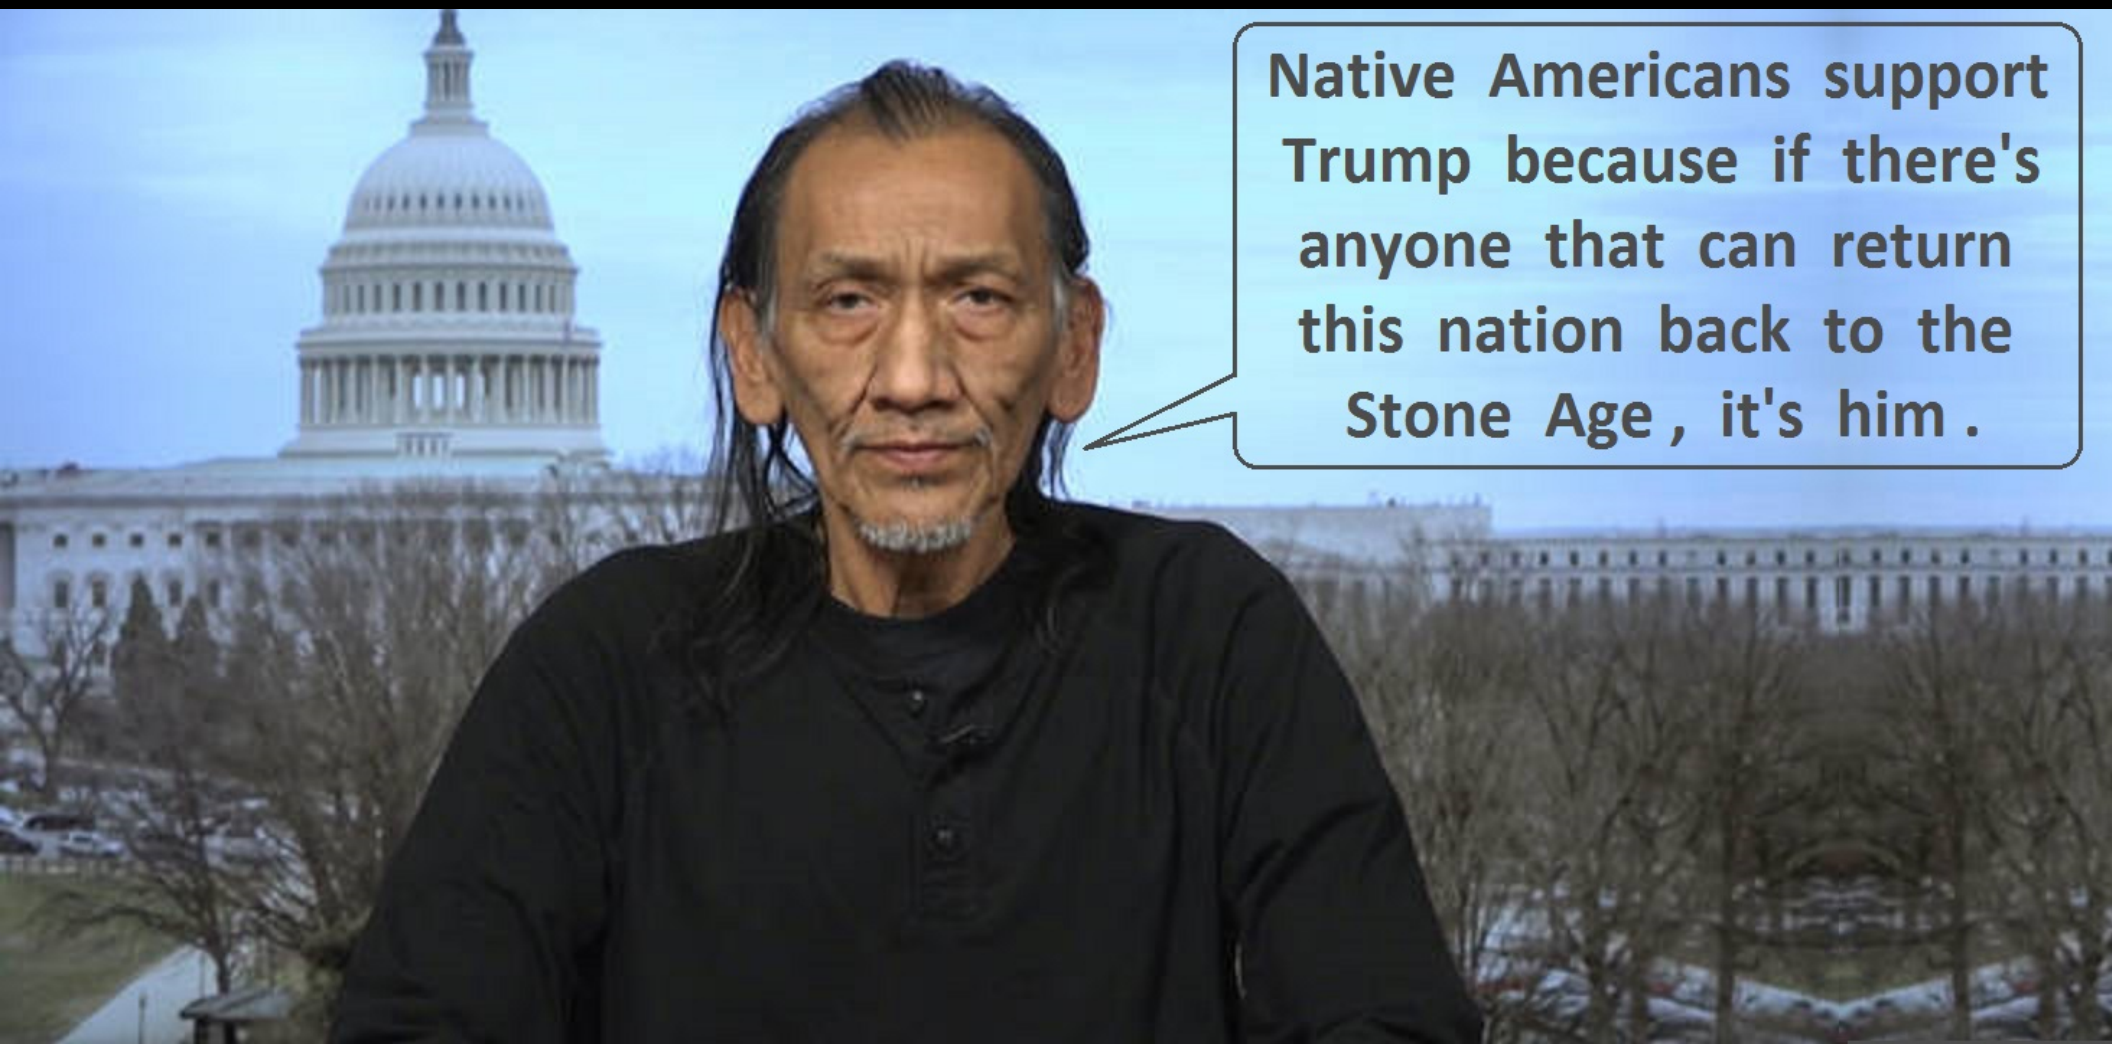 Native Americans support
Trump because if there's
anyone that can return
this nation back to the
Stone Age , it's him .